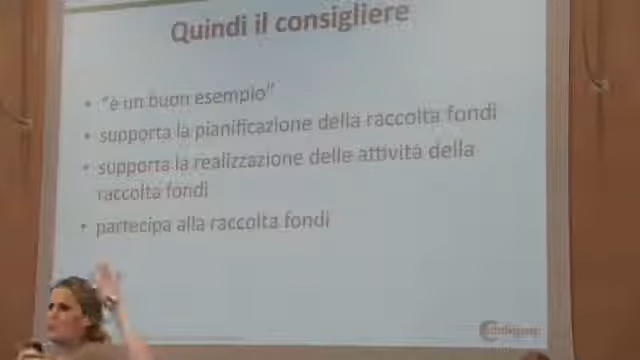 Quindi il consigliere
• "è un buon esempio"
• supporta la pianificazione della raccolta fondi
• supporta la realizzazione delle attività della
raccolta fondi
• partecipa alla raccolta fondi